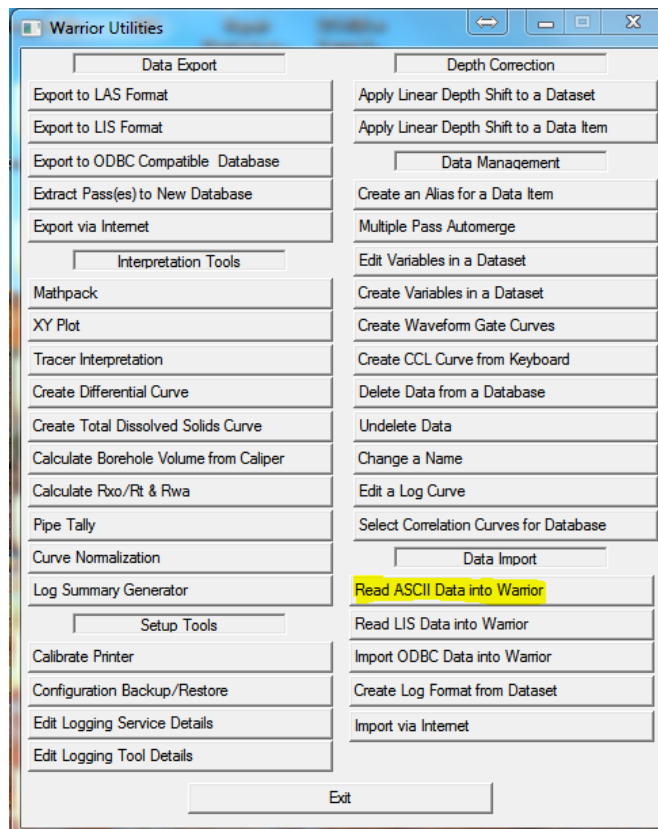 Warrior Utilities
Data Export
Export to LAS Format
Export to LIS Format
Export to ODBC Compatible Database
Extract Pass(es) to New Database
Export via Internet
Interpretation Tools
Mathpack
XY Plot
Tracer Interpretation
Create Differential Curve
Create Total Dissolved Solids Curve
Calculate Borehole Volume from Caliper
Calculate Rxo/Rt & Rwa
Pipe Tally
Curve Normalization
Log Summary Generator
Setup Tools
Calibrate Printer
Configuration Backup/Restore
Edit Logging Service Details
Edit Logging Tool Details
Depth Correction
Apply Linear Depth Shift to a Dataset
Apply Linear Depth Shift to a Data Item
Data Management
Create an Alias for a Data Item
Multiple Pass Automerge
Edit Variables in a Dataset
Create Variables in a Dataset
Create Waveform Gate Curves
Create CCL Curve from Keyboard
Delete Data from a Database
Undelete Data
Change a Name
Edit a Log Curve
Select Correlation Curves for Database
Data Import
Read ASCII Data into Warrior
Read LIS Data into Warrior
Import ODBC Data into Warrior
Create Log Format from Dataset
Import via Internet
Exit